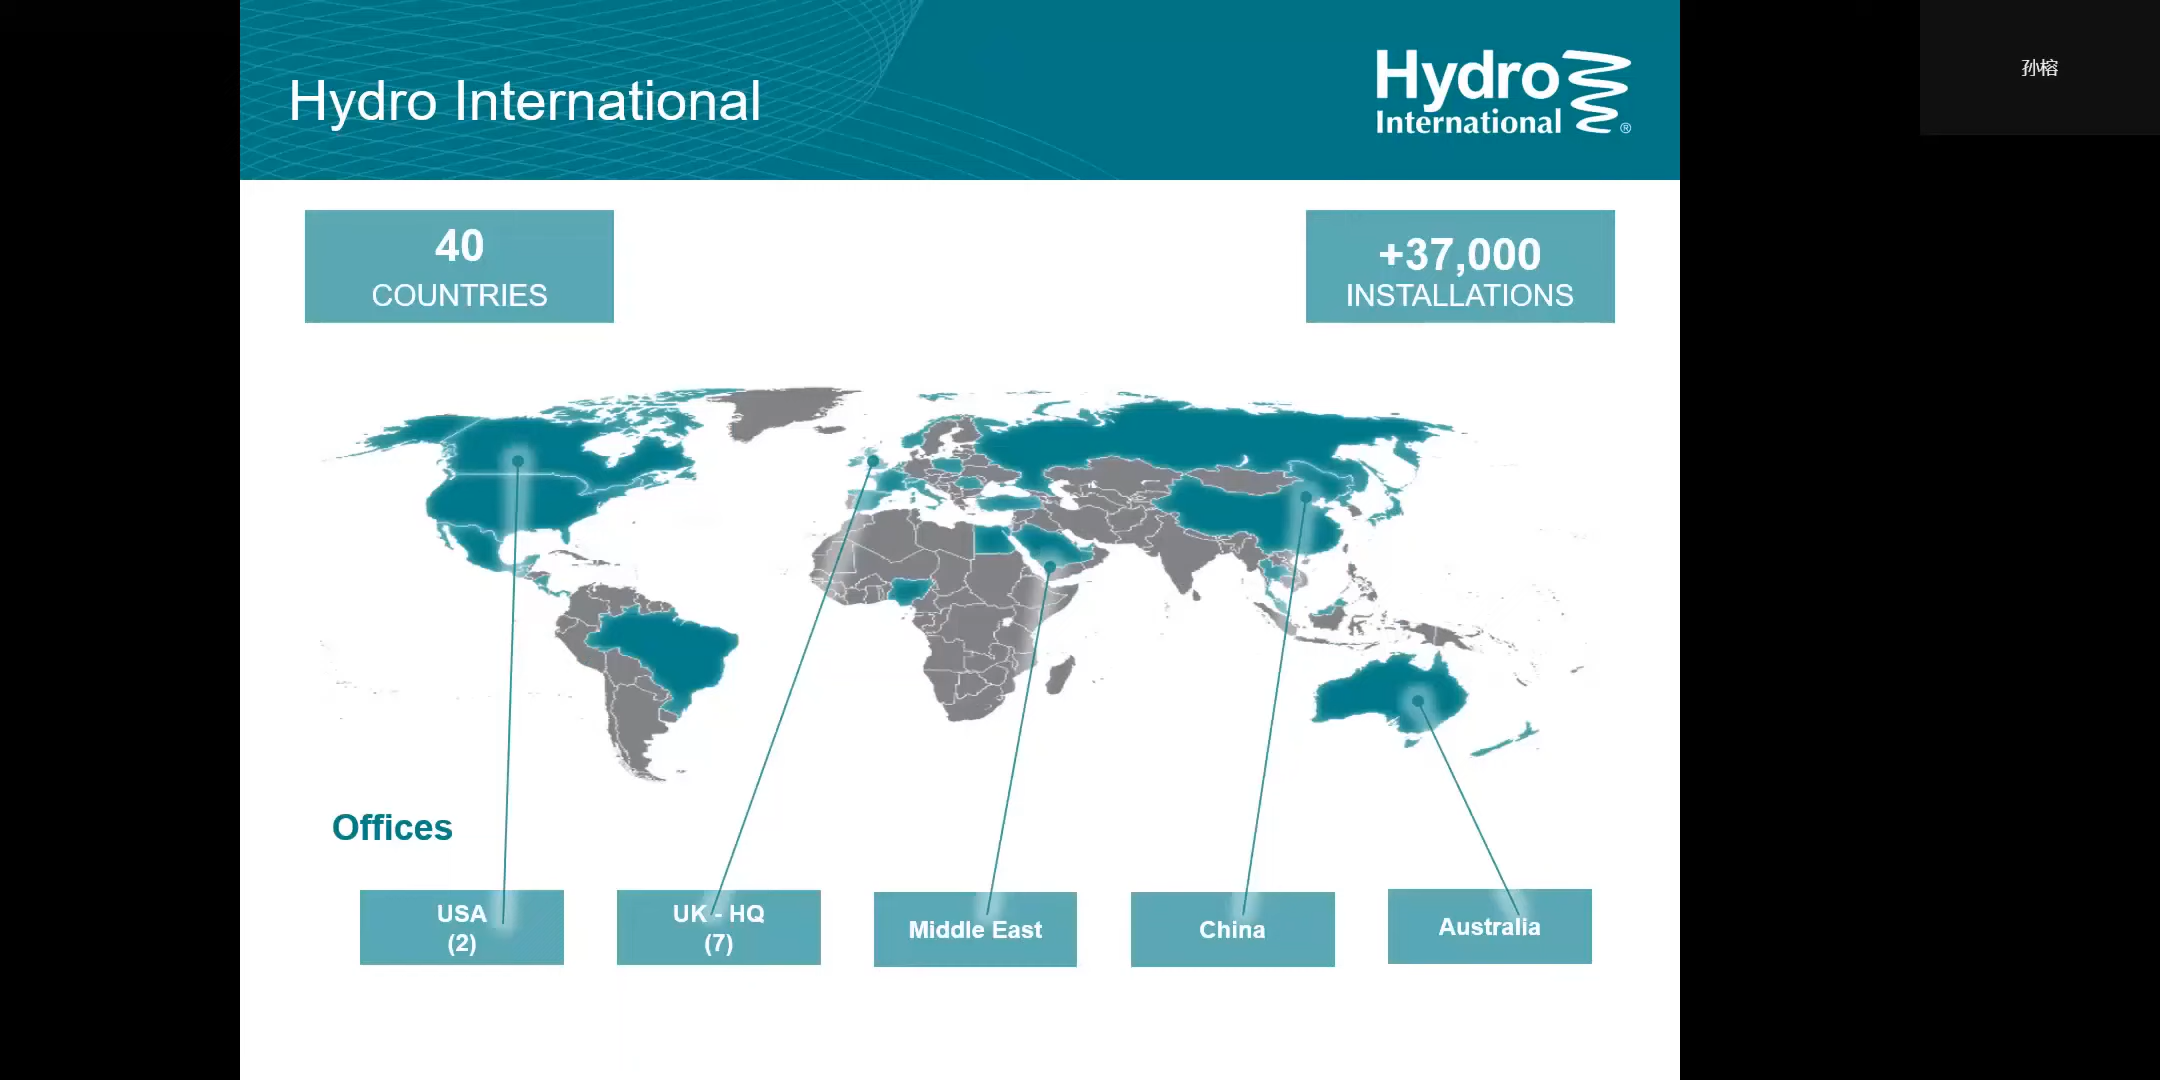 Hydro International
Hydro
International
®
孙榕
40
COUNTRIES
+37,000
INSTALLATIONS
Offices
USA
(2)
UK - HQ
(7)
Middle East
China
Australia